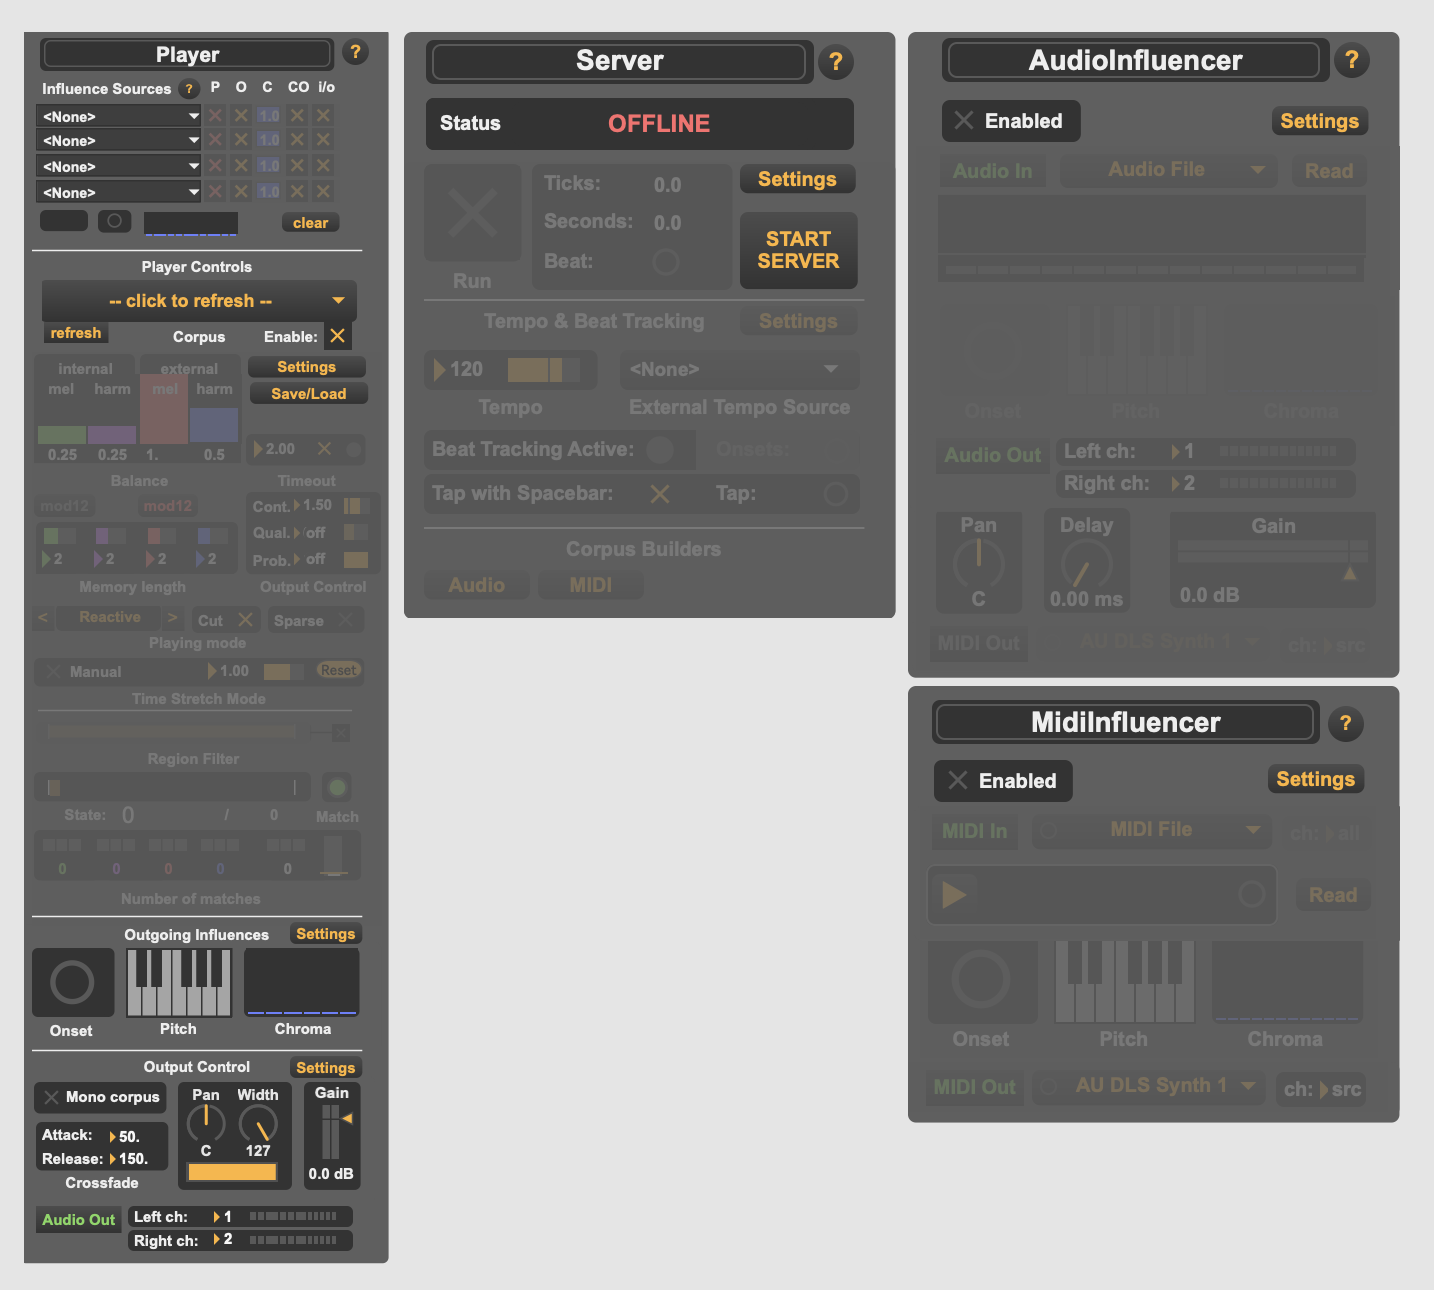 Player ?
Influence Sources ? P O C CO i/o
<None> 1.0
<None> 1.0
<None> 1.0
<None> 1.0
clear
Player Controls
-- click to refresh --
refresh Corpus Enable:
internal external Settings
mel harm mel harm Save/Load
0.25 0.25 1. 0.5 2.00
Balance Timeout
mod12 mod12 Cont. 1.50
Qual. /off
2 2 2 2 Prob. off
Memory length Output Control
< Reactive > Cut Sparse
Playing mode
Manual 1.00 Reset
Time Stretch Mode
Region Filter
State: 0 / 0 Match
0 0 0 0 0
Number of matches
Outgoing Influences Settings
Onset Pitch Chroma
Output Control Settings
Mono corpus Pan Width Gain
Attack: 50.
Release: 150. C 127
Crossfade 0.0 dB
Audio Out Left ch: 1
Right ch: 2
Server ?
Status OFFLINE
Ticks: 0.0 Settings
Seconds: 0.0
START
SERVER
Beat:
Run
Tempo & Beat Tracking Settings
120 <None>
Tempo External Tempo Source
Beat Tracking Active: Onsets:
Tap with Spacebar: Tap:
Corpus Builders
Audio MIDI
AudioInfluencer ?
Enabled Settings
Audio In Audio File Read
Onset Pitch Chroma
Audio Out Left ch: 1
Right ch: 2
Pan Delay Gain
C 0.00 ms 0.0 dB
MIDI Out AU DLS Synth 1 ch: src
MidiInfluencer ?
Enabled Settings
MIDI In MIDI File ch: all
Read
Onset Pitch Chroma
MIDI Out AU DLS Synth 1 ch: src